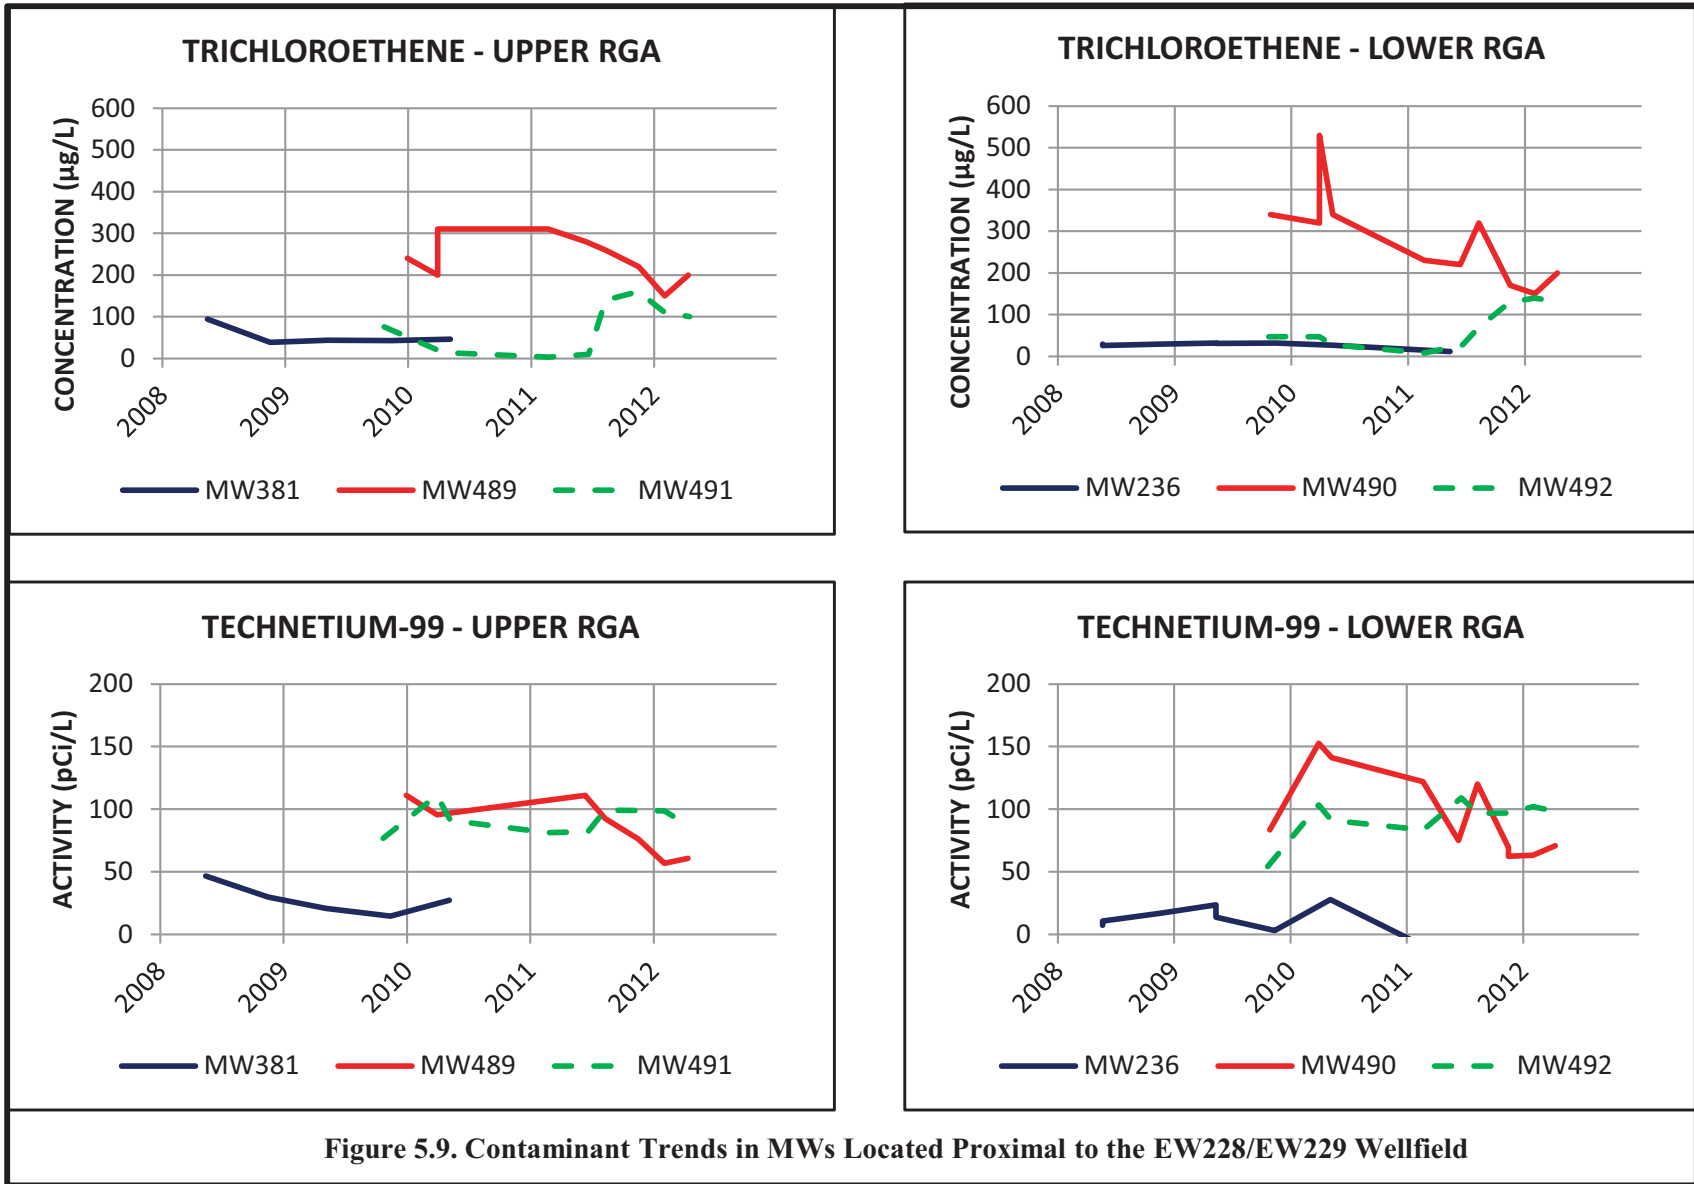 TRICHLOROETHENE - UPPER RGA
CONCENTRATION (µg/L)
600
500
400
300
200
100
0
2008
2009
2010
2011
2012
MW381
MW489
MW491
TRICHLOROETHENE - LOWER RGA
CONCENTRATION (µg/L)
600
500
400
300
200
100
0
2008
2009
2010
2011
2012
MW236
MW490
MW492
TECHNETIUM-99 - UPPER RGA
ACTIVITY (pCi/L)
200
150
100
50
0
2008
2009
2010
2011
2012
MW381
MW489
MW491
TECHNETIUM-99 - LOWER RGA
ACTIVITY (pCi/L)
200
150
100
50
0
2008
2009
2010
2011
2012
MW236
MW490
MW492
Figure 5.9. Contaminant Trends in MWs Located Proximal to the EW228/EW229 Wellfield